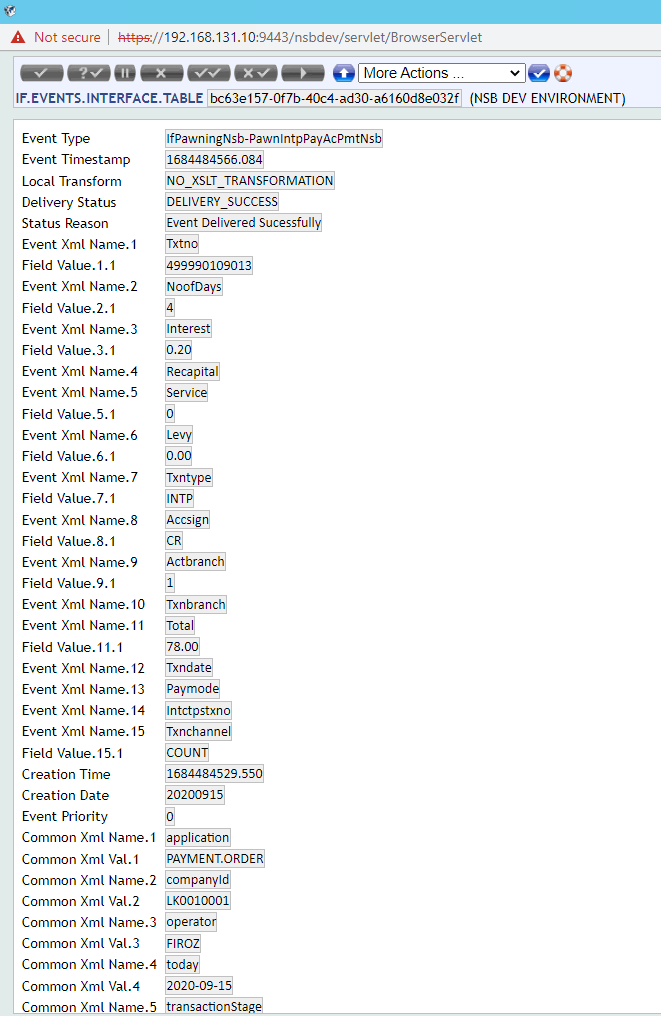 Not secure | https://192.168.131.10:9443/nsbdev/servlet/BrowserServlet
More Actions ...
IF.EVENTS.INTERFACE.TABLE bc63e157-0f7b-40c4-ad30-a6160d8e032f (NSB DEV ENVIRONMENT)
Event Type IfPawningNsb-PawnIntpPayAcPmtNsb
Event Timestamp 1684484566.084
Local Transform NO_XSLT_TRANSFORMATION
Delivery Status DELIVERY_SUCCESS
Status Reason Event Delivered Sucessfully
Event Xml Name.1 Txtno
Field Value.1.1 499990109013
Event Xml Name.2 NoofDays
Field Value.2.1 4
Event Xml Name.3 Interest
Field Value.3.1 0.20
Event Xml Name.4 Recapital
Event Xml Name.5 Service
Field Value.5.1 0
Event Xml Name.6 Levy
Field Value.6.1 0.00
Event Xml Name.7 Txntype
Field Value.7.1 INTP
Event Xml Name.8 Accsign
Field Value.8.1 CR
Event Xml Name.9 Actbranch
Field Value.9.1 1
Event Xml Name.10 Txnbranch
Event Xml Name.11 Total
Field Value.11.1 78.00
Event Xml Name.12 Txndate
Event Xml Name.13 Paymode
Event Xml Name.14 Intctpstxno
Event Xml Name.15 Txnchannel
Field Value.15.1 COUNT
Creation Time 1684484529.550
Creation Date 20200915
Event Priority 0
Common Xml Name.1 application
Common Xml Val.1 PAYMENT.ORDER
Common Xml Name.2 companyId
Common Xml Val.2 LK0010001
Common Xml Name.3 operator
Common Xml Val.3 FIROZ
Common Xml Name.4 today
Common Xml Val.4 2020-09-15
Common Xml Name.5 transactionStage